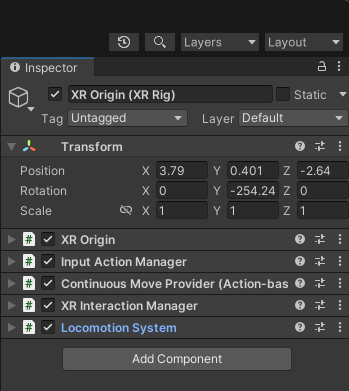 Layers Layout
Inspector
XR Origin (XR Rig) Static
Tag Untagged Layer Default
Transform
Position X 3.79 Y 0.401 Z -2.64
Rotation X 0 Y -254.24 Z 0
Scale X 1 Y 1 Z 1
# XR Origin
# Input Action Manager
# Continuous Move Provider (Action-bas
# XR Interaction Manager
# Locomotion System
Add Component